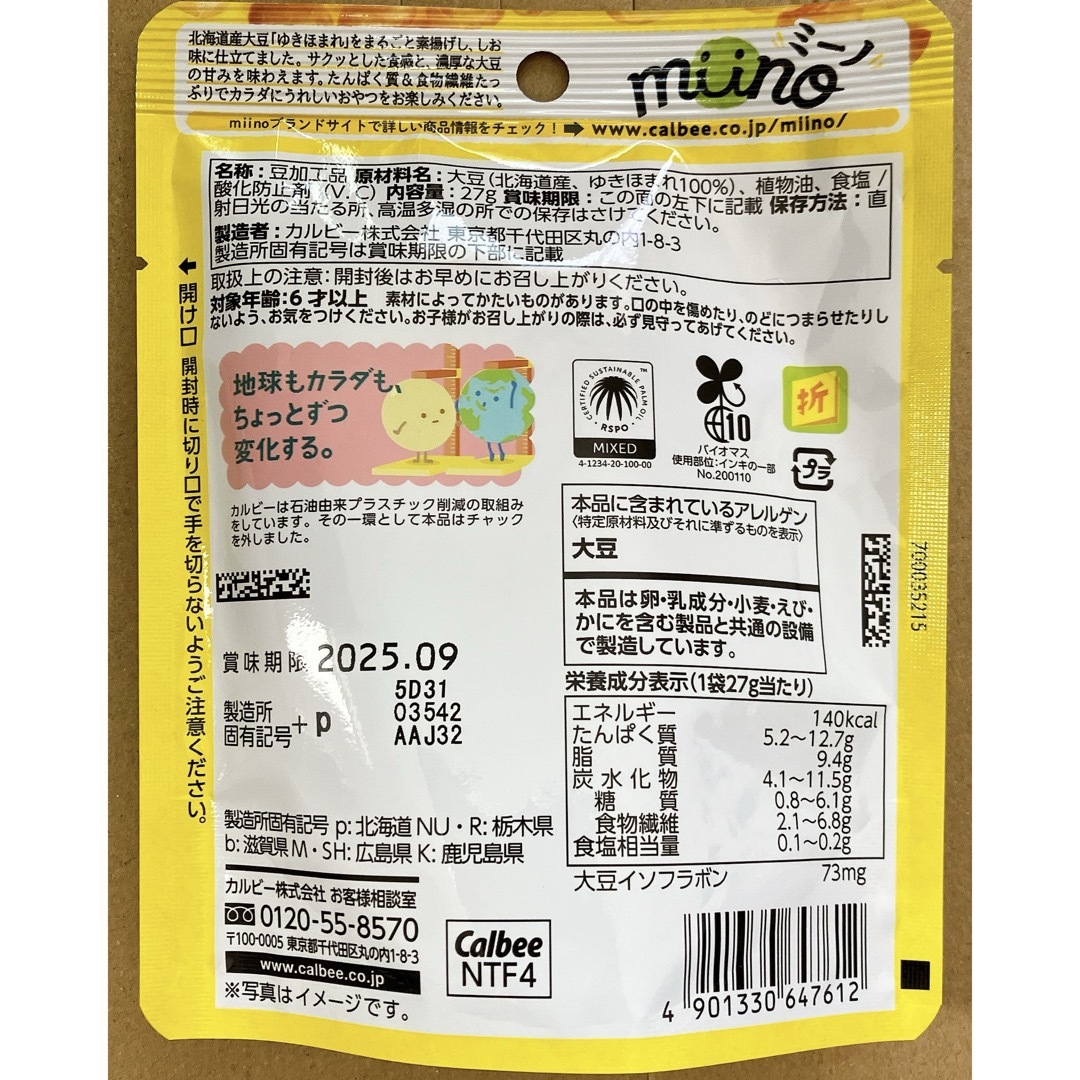 北海道産大豆「ゆきほまれ」をまるごと素揚げし、しお
味に仕立てました。サクッとした食感と、濃厚な大豆
の甘みを味わえます。たんぱく質＆食物繊維たっ
ぷりでカラダにうれしいおやつをお楽しみください。
miino ミーノ
miinoブランドサイトで詳しい商品情報をチェック！➡ www.calbee.co.jp/miino/
名称：豆加工品 原材料名：大豆（北海道産、ゆきほまれ100％）、植物油、食塩／
酸化防止剤（V.C） 内容量：27g 賞味期限：この面の左下に記載 保存方法：直
射日光の当たる所、高温多湿の所での保存はさけてください。
製造者：カルビー株式会社 東京都千代田区丸の内1-8-3
製造所固有記号は賞味期限の下部に記載
取扱上の注意：開封後はお早めにお召し上がりください。
対象年齢：6才以上 素材によってかたいものがあります。口の中を傷めたり、のどにつまらせたりし
ないよう、お気をつけください。お子様がお召し上がりの際は、必ず見守ってあげてください。
←開け口 開封時に切り口で手を切らないようご注意ください。
地球もカラダも、
ちょっとずつ
変化する。
カルビーは石油由来プラスチック削減の取組み
をしています。その一環として本品はチャック
を外しました。
CERTIFIED SUSTAINABLE PALM OIL
TM
RSPO
MIXED
4-1234-20-100-00
10
バイオマス
使用部位：インキの一部
No.200110
折
プラ
本品に含まれているアレルゲン
〈特定原材料及びそれに準ずるものを表示〉
大豆
本品は卵・乳成分・小麦・えび・
かにを含む製品と共通の設備
で製造しています。
7000035215
賞味期限 2025.09
5D31
製造所
固有記号 +p
03542
AAJ32
栄養成分表示（1袋27g当たり）
エネルギー 140kcal
たんぱく質 5.2〜12.7g
脂質 9.4g
炭水化物 4.1〜11.5g
糖質 0.8〜6.1g
食物繊維 2.1〜6.8g
食塩相当量 0.1〜0.2g
大豆イソフラボン 73mg
製造所固有記号 p:北海道 NU・R:栃木県
b:滋賀県 M・SH:広島県 K:鹿児島県
カルビー株式会社 お客様相談室
0120-55-8570
〒100-0005 東京都千代田区丸の内1-8-3
www.calbee.co.jp
※写真はイメージです。
Calbee
NTF4
4 901330 647612